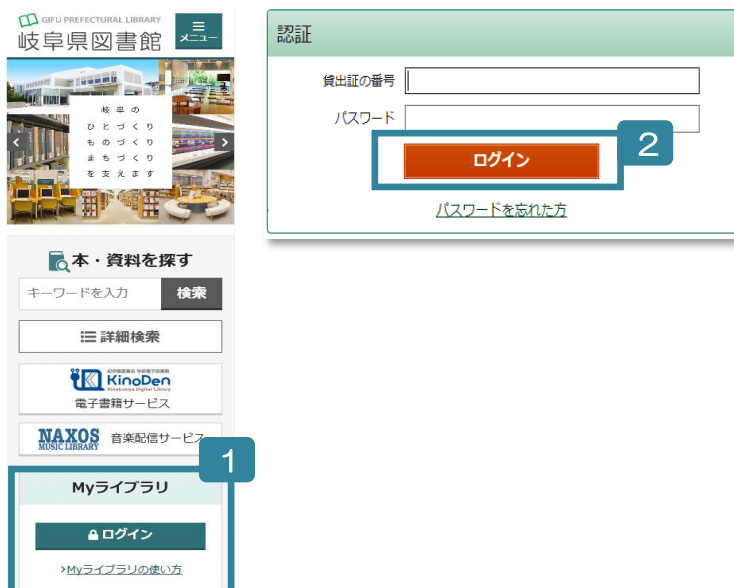 GIFU PREFECTURAL LIBRARY
岐阜県図書館
メニュー
岐阜の
ひとづくり
ものづくり
まちづくり
を支えます
本・資料を探す
キーワードを入力
検索
詳細検索
KinoDen
Kinokuniya Digital Library
電子書籍サービス
NAXOS
MUSIC LIBRARY
音楽配信サービス
1
Myライブラリ
ログイン
>Myライブラリの使い方
認証
貸出証の番号
パスワード
ログイン
2
パスワードを忘れた方